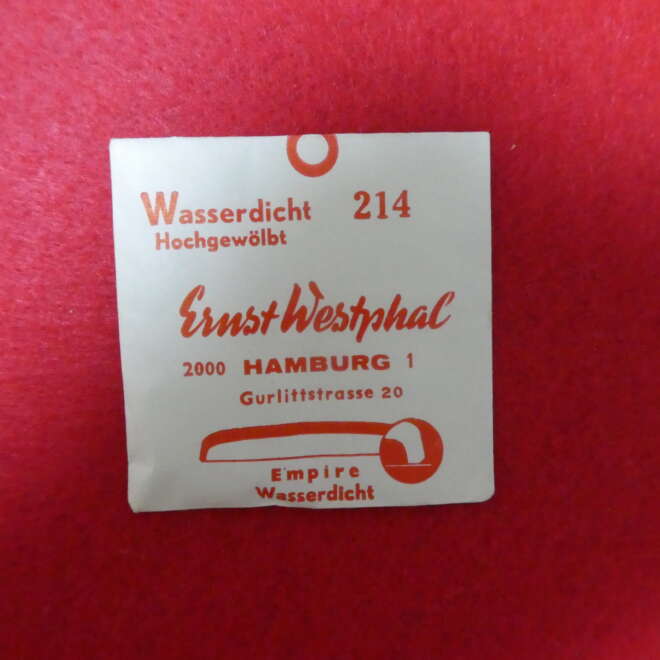 Wasserdicht 214
Hochgewölbt
Ernst Westphal
2000 HAMBURG 1
Gurlittstrasse 20
Empire
Wasserdicht